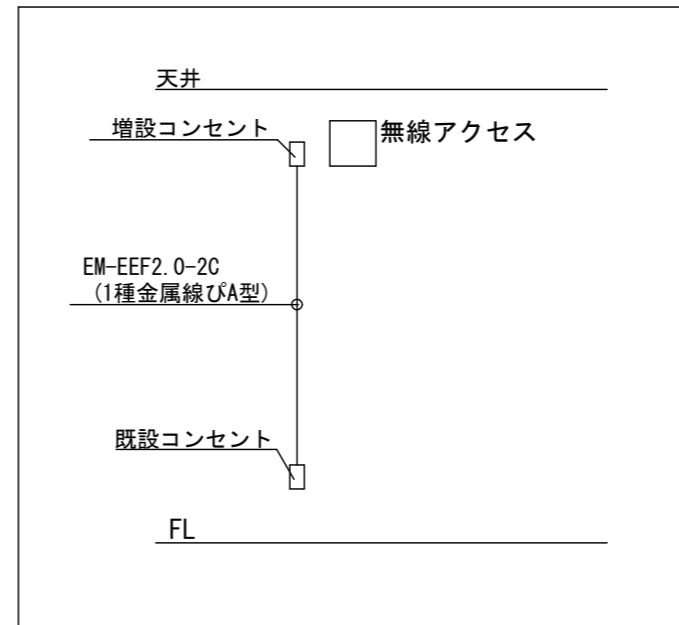 天井
増設コンセント
無線アクセス
EM-EEF2.0-2C
(1種金属線ぴA型)
既設コンセント
FL